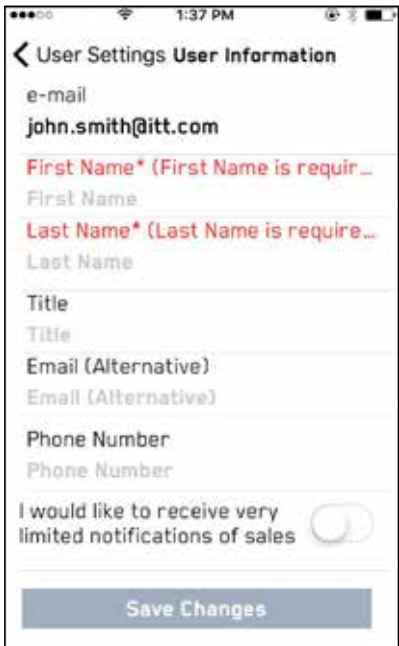 1:37 PM
User Settings User Information
e-mail
john.smith@itt.com
First Name* (First Name is requir...
First Name
Last Name* (Last Name is require...
Last Name
Title
Title
Email (Alternative)
Email (Alternative)
Phone Number
Phone Number
I would like to receive very
limited notifications of sales
Save Changes